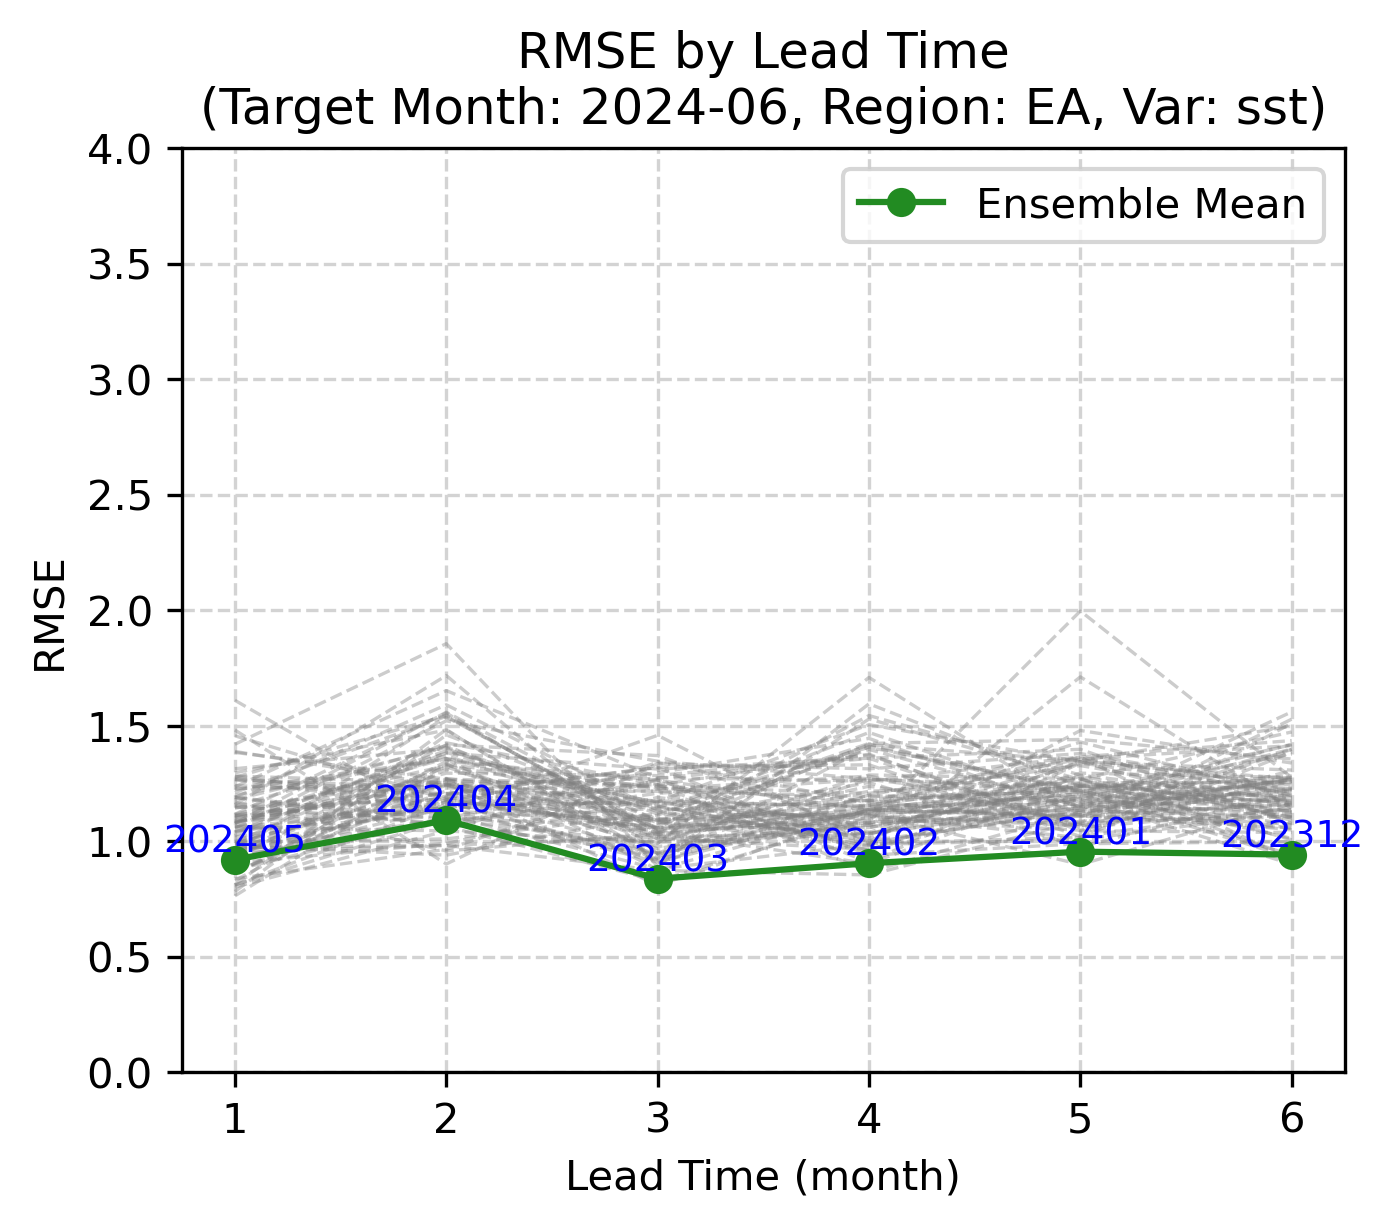 RMSE by Lead Time
(Target Month: 2024-06, Region: EA, Var: sst)
4.0
3.5
3.0
2.5
2.0
1.5
1.0
0.5
0.0
RMSE
Ensemble Mean
202405
202404
202403
202402
202401
202312
1 2 3 4 5 6
Lead Time (month)